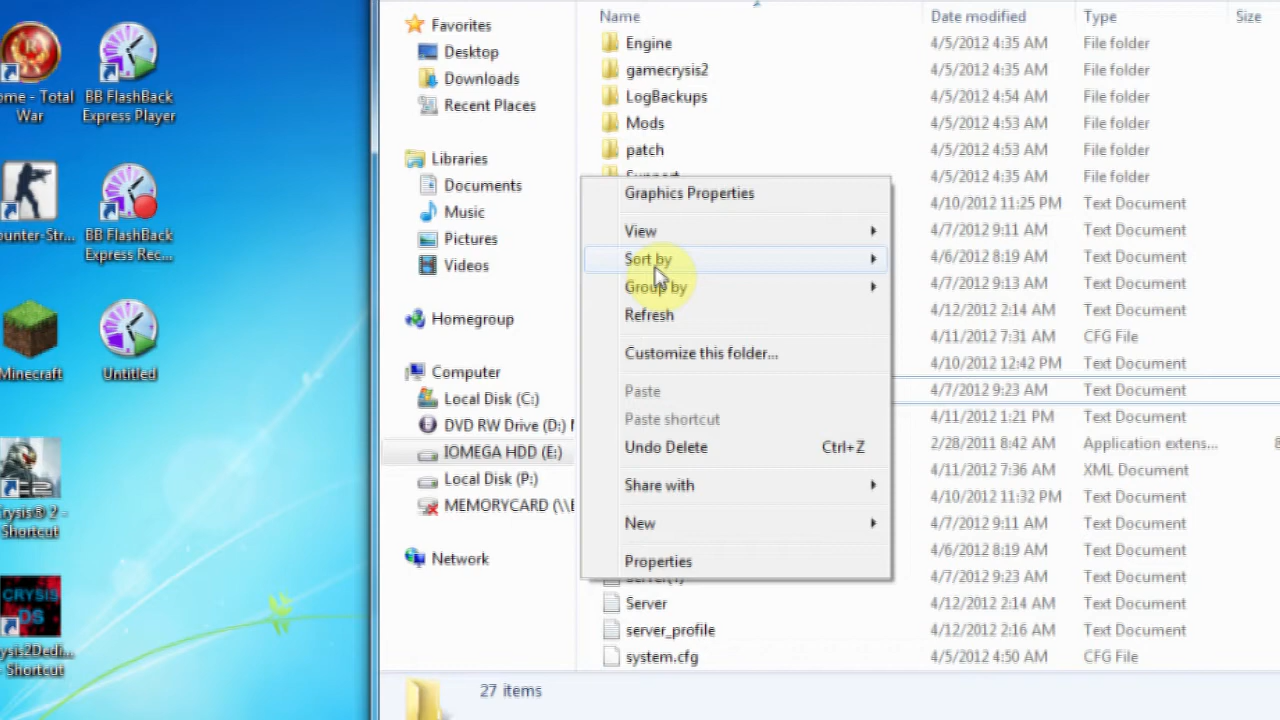 ome - Total
War
BB FlashBack
Express Player
ounter-Str...
BB FlashBack
Express Rec...
Minecraft
Untitled
rysis® 2 -
Shortcut
CRYSIS
DS
ysis2Dedi...
- Shortcut
Favorites
Desktop
Downloads
Recent Places
Libraries
Documents
Music
Pictures
Videos
Homegroup
Computer
Local Disk (C:)
DVD RW Drive (D:) M
IOMEGA HDD (E:)
Local Disk (P:)
MEMORYCARD (\\E
Network
Name Date modified Type Size
Engine 4/5/2012 4:35 AM File folder
gamecrysis2 4/5/2012 4:35 AM File folder
LogBackups 4/5/2012 4:54 AM File folder
Mods 4/5/2012 4:53 AM File folder
patch 4/5/2012 4:53 AM File folder
Support 4/5/2012 4:53 AM File folder
4/10/2012 11:25 PM Text Document
4/7/2012 9:11 AM Text Document
4/6/2012 8:19 AM Text Document
4/7/2012 9:13 AM Text Document
4/12/2012 2:14 AM Text Document
4/11/2012 7:31 AM CFG File
4/10/2012 12:42 PM Text Document
4/7/2012 9:23 AM Text Document
4/11/2012 1:21 PM Text Document
2/28/2011 8:42 AM Application extens... 8
4/11/2012 7:36 AM XML Document
4/10/2012 11:32 PM Text Document
4/7/2012 9:11 AM Text Document
4/6/2012 8:19 AM Text Document
Server(1) 4/7/2012 9:23 AM Text Document
Server 4/12/2012 2:14 AM Text Document
server_profile 4/12/2012 2:16 AM Text Document
system.cfg 4/5/2012 4:50 AM CFG File
Graphics Properties
View
Sort by
Group by
Refresh
Customize this folder...
Paste
Paste shortcut
Undo Delete Ctrl+Z
Share with
New
Properties
27 items